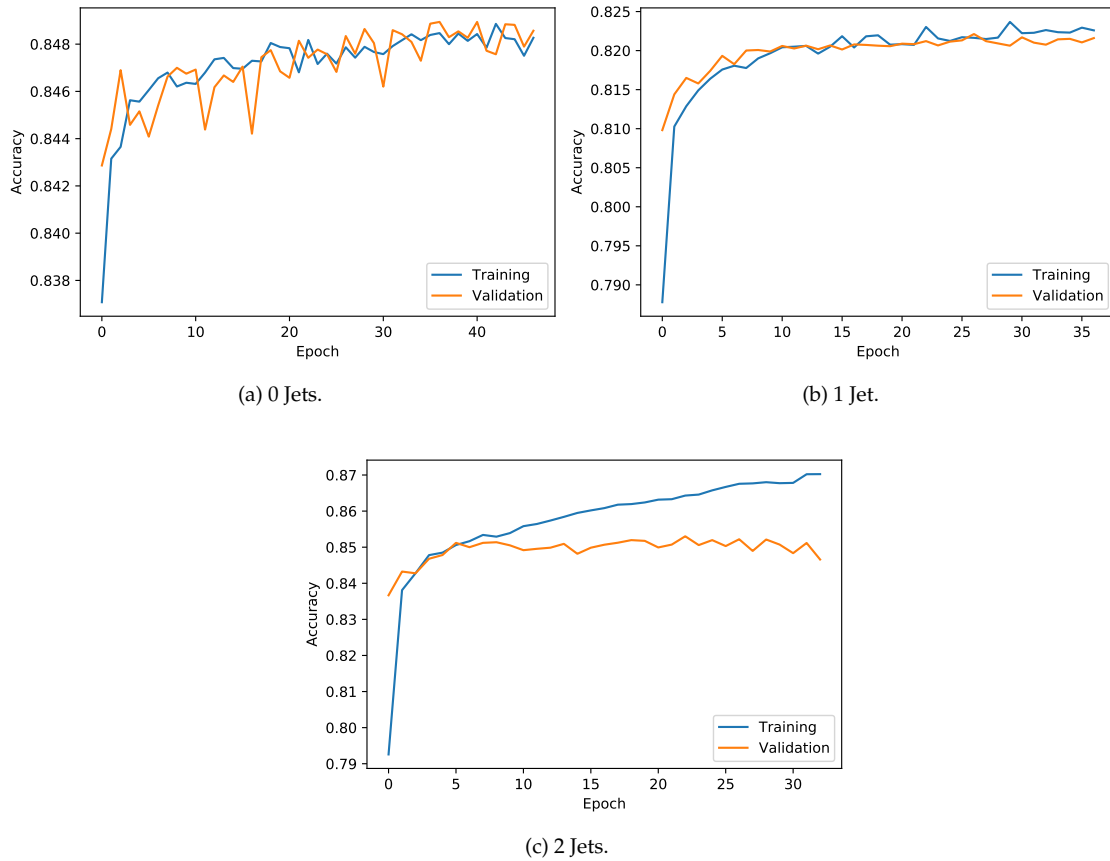 0.848
0.846
0.844
0.842
0.840
0.838
Accuracy
0 10 20 30 40
Epoch
Training
Validation
(a) 0 Jets.
0.825
0.820
0.815
0.810
0.805
0.800
0.795
0.790
Accuracy
0 5 10 15 20 25 30 35
Epoch
Training
Validation
(b) 1 Jet.
0.87
0.86
0.85
0.84
0.83
0.82
0.81
0.80
0.79
Accuracy
0 5 10 15 20 25 30
Epoch
Training
Validation
(c) 2 Jets.